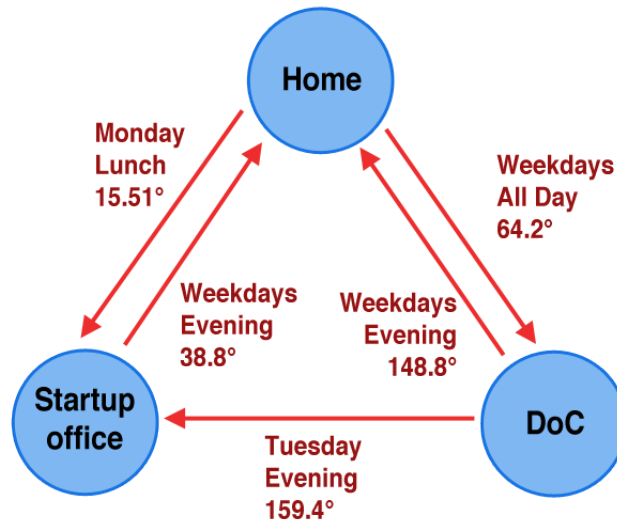 Home
Monday
Lunch
15.51°
Weekdays
All Day
64.2°
Weekdays
Evening
38.8°
Weekdays
Evening
148.8°
Startup
office
DoC
Tuesday
Evening
159.4°